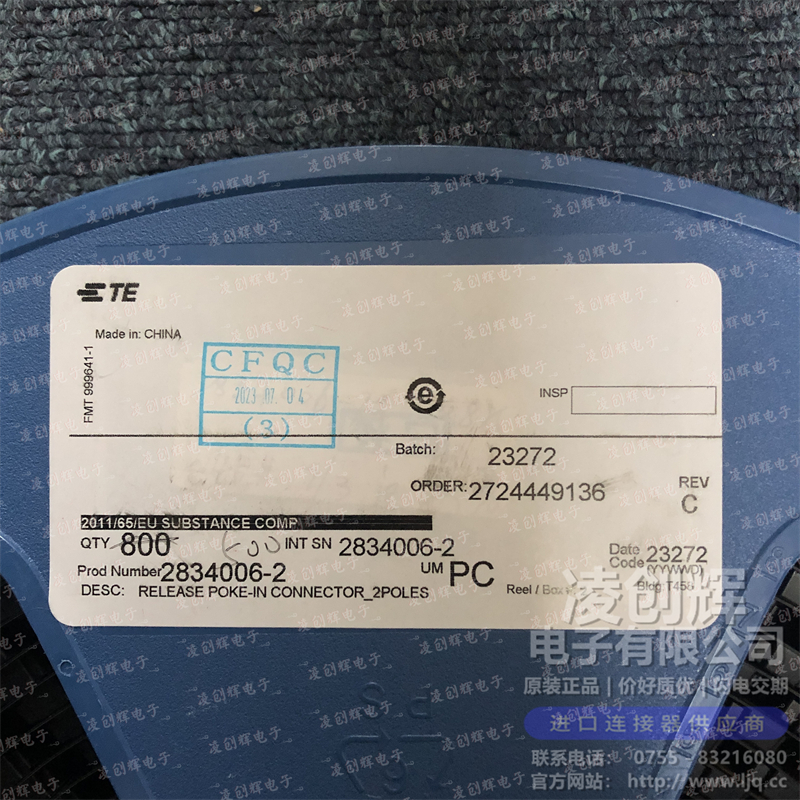 TE
Made in: CHINA
FMT 999641-1
CFQC
2023.07.04
(3)
e
INSP
Batch: 23272
ORDER: 2724449136
REV
C
2011/65/EU SUBSTANCE COMP
QTY 800 INT SN 2834006-2
Date
Code 23272
(YYWWD)
Prod Number 2834006-2 UM PC
Reel / Box
Bldg: T458
DESC: RELEASE POKE-IN CONNECTOR_2POLES
凌创辉
电子有限公司
原装正品|价好质优|闪电交期
进口连接器供应商
联系电话: 0755-83216080
官方网站: http://www.ljq.cc
凌创辉电子